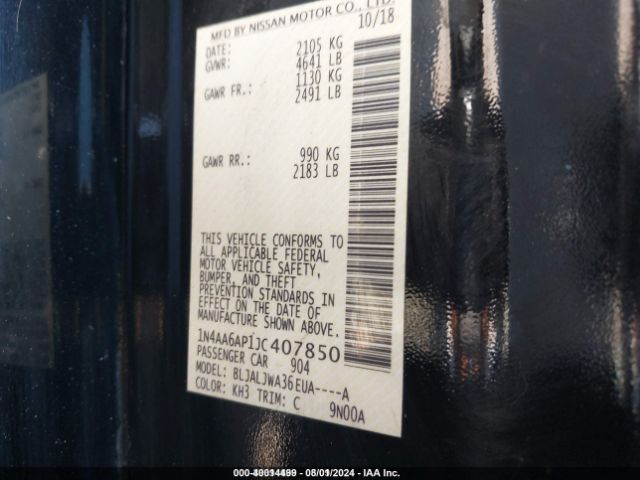 MFD BY NISSAN MOTOR CO., LTD.
DATE: 10/18
GVWR: 2105 KG
4641 LB
GAWR FR.: 1130 KG
2491 LB
GAWR RR.: 990 KG
2183 LB
THIS VEHICLE CONFORMS TO
ALL APPLICABLE FEDERAL
MOTOR VEHICLE SAFETY,
BUMPER, AND THEFT
PREVENTION STANDARDS IN
EFFECT ON THE DATE OF
MANUFACTURE SHOWN ABOVE.
1N4AA6AP1JC407850
PASSENGER CAR 904
MODEL: BLJALJWA36EUA----A
COLOR: KH3 TRIM: C 9N00A
- 08/01/2024 - IAA Inc.